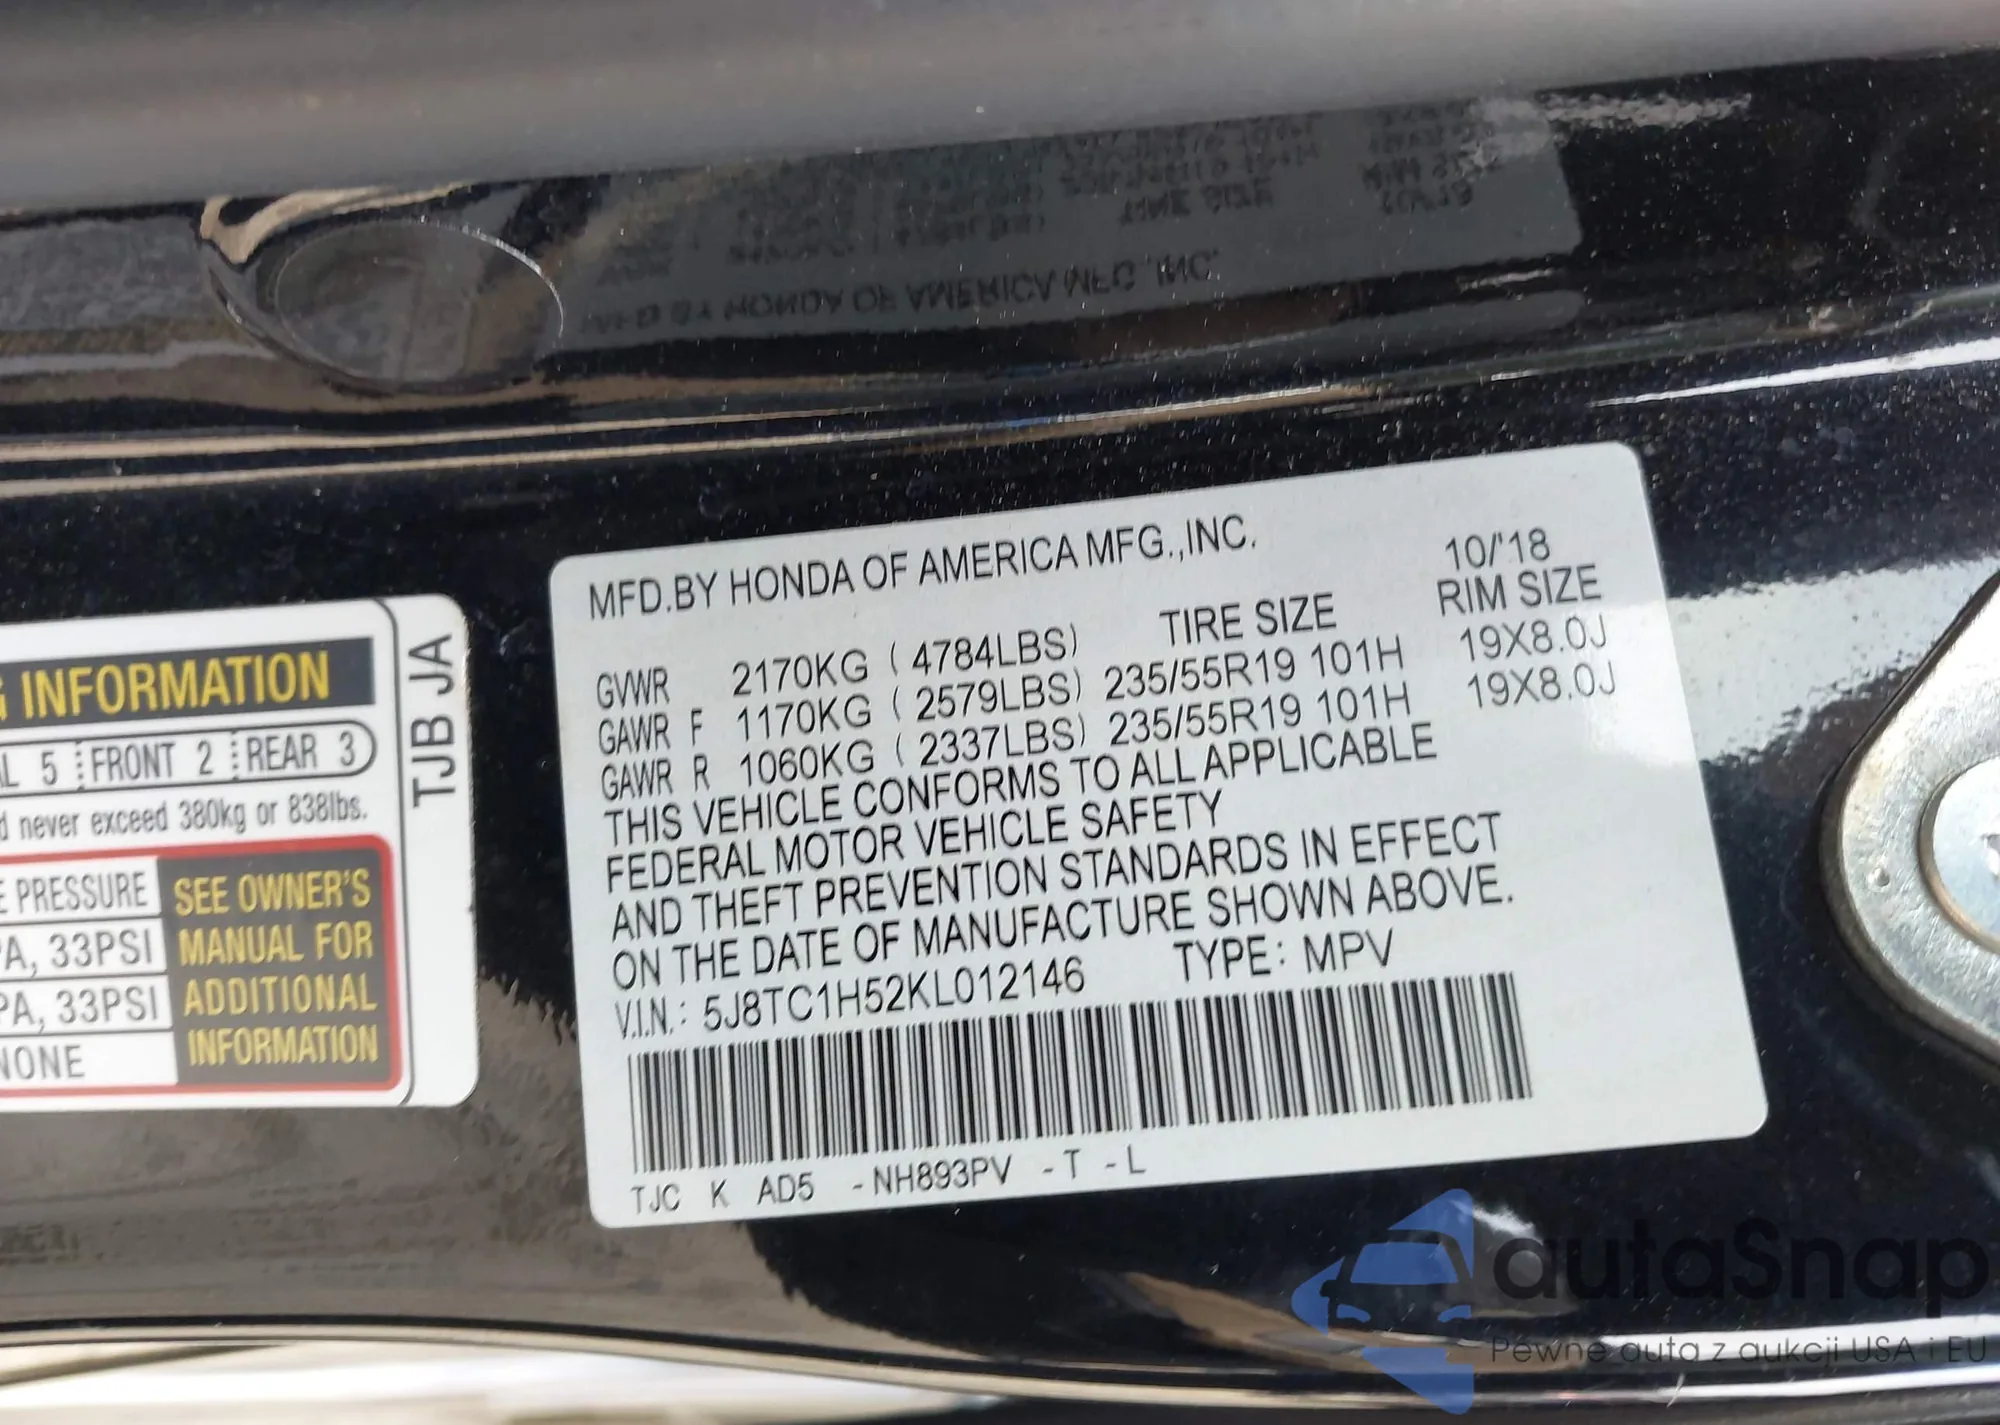 MFD.BY HONDA OF AMERICA MFG.,INC. 10/'18
TIRE SIZE RIM SIZE
GVWR 2170KG ( 4784LBS)
GAWR F 1170KG ( 2579LBS) 235/55R19 101H 19X8.0J
GAWR R 1060KG ( 2337LBS) 235/55R19 101H 19X8.0J
THIS VEHICLE CONFORMS TO ALL APPLICABLE
FEDERAL MOTOR VEHICLE SAFETY
AND THEFT PREVENTION STANDARDS IN EFFECT
ON THE DATE OF MANUFACTURE SHOWN ABOVE.
V.I.N.: 5J8TC1H52KL012146 TYPE: MPV
TJC K AD5 -NH893PV -T -L
INFORMATION
5 FRONT 2 REAR 3
never exceed 380kg or 838lbs.
PRESSURE
33PSI
33PSI
NONE
SEE OWNER'S
MANUAL FOR
ADDITIONAL
INFORMATION
TJB JA
autaSnap
Pewne auta z aukcji USA i EU